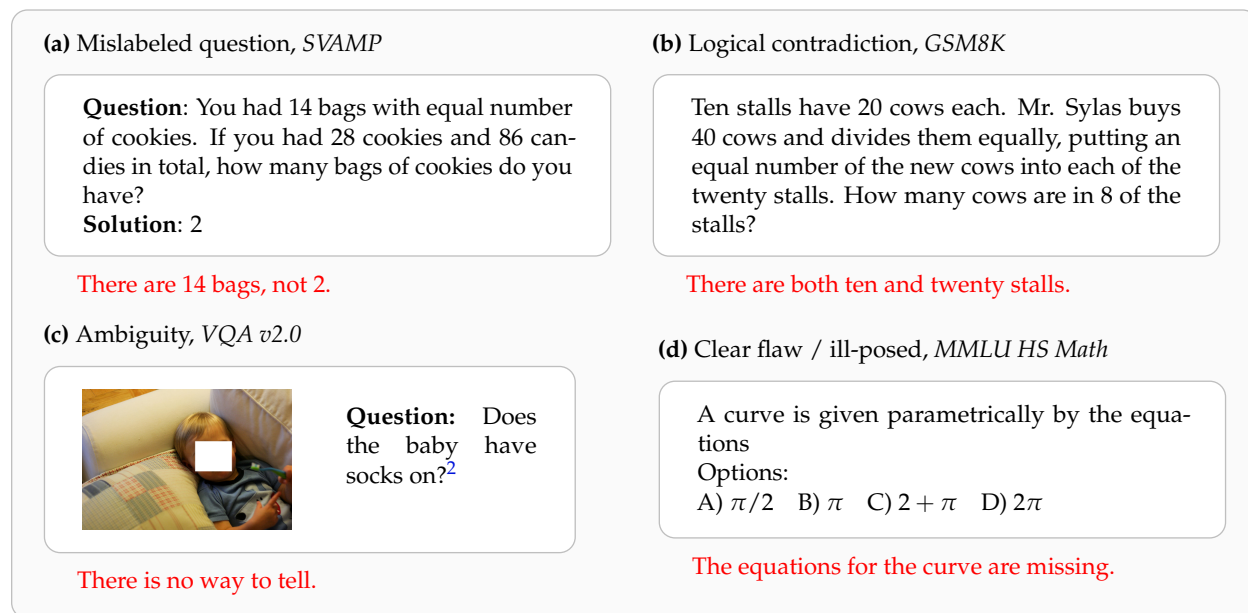 (a) Mislabeled question, SVAMP
Question: You had 14 bags with equal number
of cookies. If you had 28 cookies and 86 can-
dies in total, how many bags of cookies do you
have?
Solution: 2
There are 14 bags, not 2.
(b) Logical contradiction, GSM8K
Ten stalls have 20 cows each. Mr. Sylas buys
40 cows and divides them equally, putting an
equal number of the new cows into each of the
twenty stalls. How many cows are in 8 of the
stalls?
There are both ten and twenty stalls.
(c) Ambiguity, VQA v2.0
Question: Does
the baby have
socks on?2
There is no way to tell.
(d) Clear flaw / ill-posed, MMLU HS Math
A curve is given parametrically by the equa-
tions
Options:
A) π/2 B) π C) 2 + π D) 2π
The equations for the curve are missing.